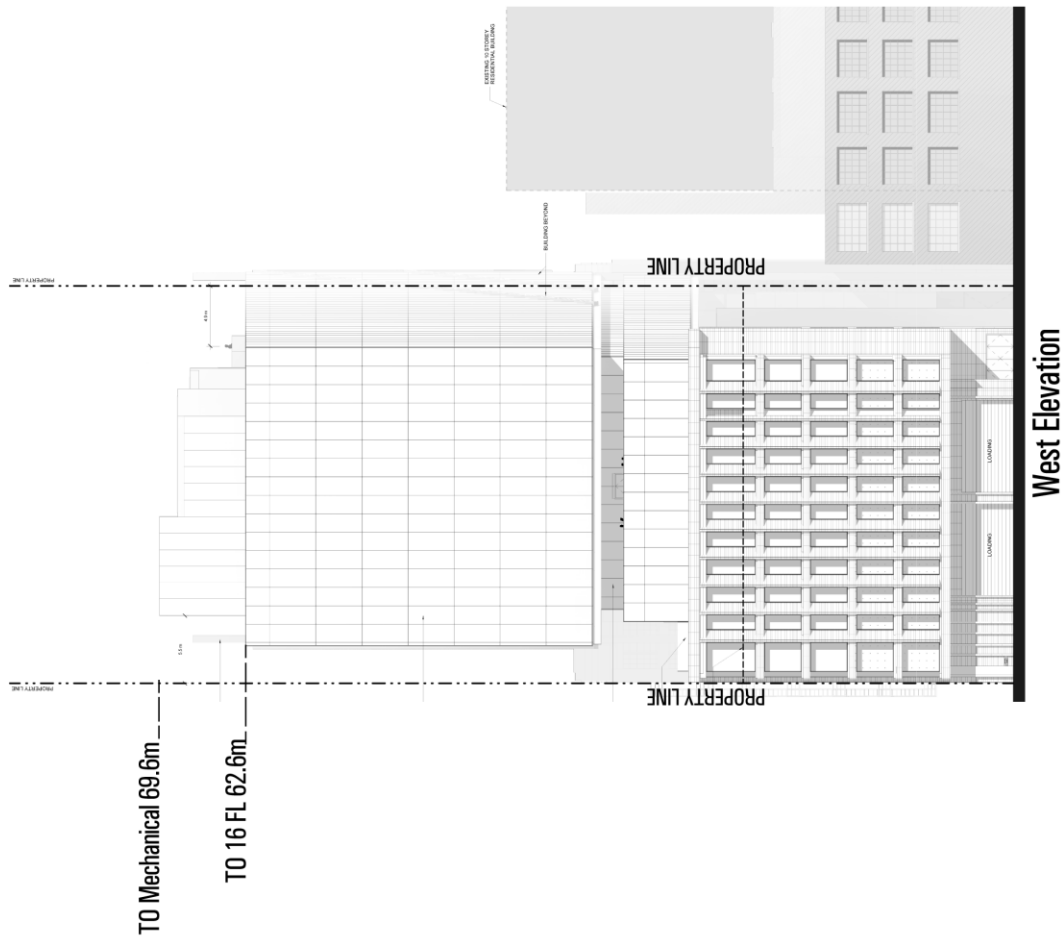 EXISTING 10 STOREY
RESIDENTIAL BUILDING
BUILDING BEYOND
PROPERTY LINE
PROPERTY LINE
PROPERTY LINE
PROPERTY LINE
LOADING
LOADING
TO Mechanical 69.6m
TO 16 FL 62.6m
West Elevation